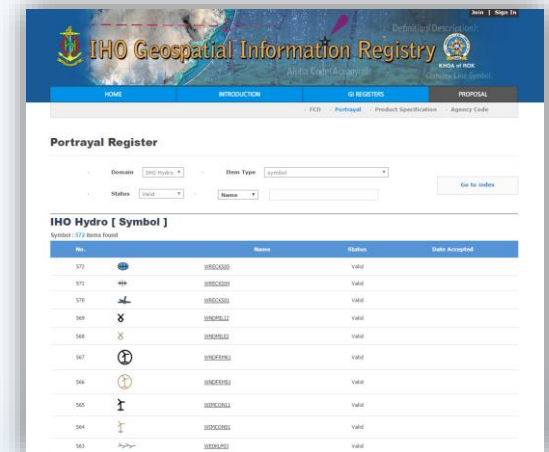 Join | Sign In
Definition(Description):
IHO Geospatial Information Registry
KHOA of ROK
HOME INTRODUCTION GI REGISTERS PROPOSAL
- FCD - Portrayal - Product Specification - Agency Code
Portrayal Register
Domain IHO Hydro Item Type symbol
Status Valid Name
Go to index
IHO Hydro [ Symbol ]
Symbol : 572 items found
No. Name Status Date Accepted
572 WRECKS05 Valid
571 WRECKS04 Valid
570 WRECKS01 Valid
569 WNDMIL12 Valid
568 WNDMIL02 Valid
567 WNDFRM61 Valid
566 WNDFRM51 Valid
565 WIMCON11 Valid
564 WIMCON01 Valid
563 WEDKLP03 Valid